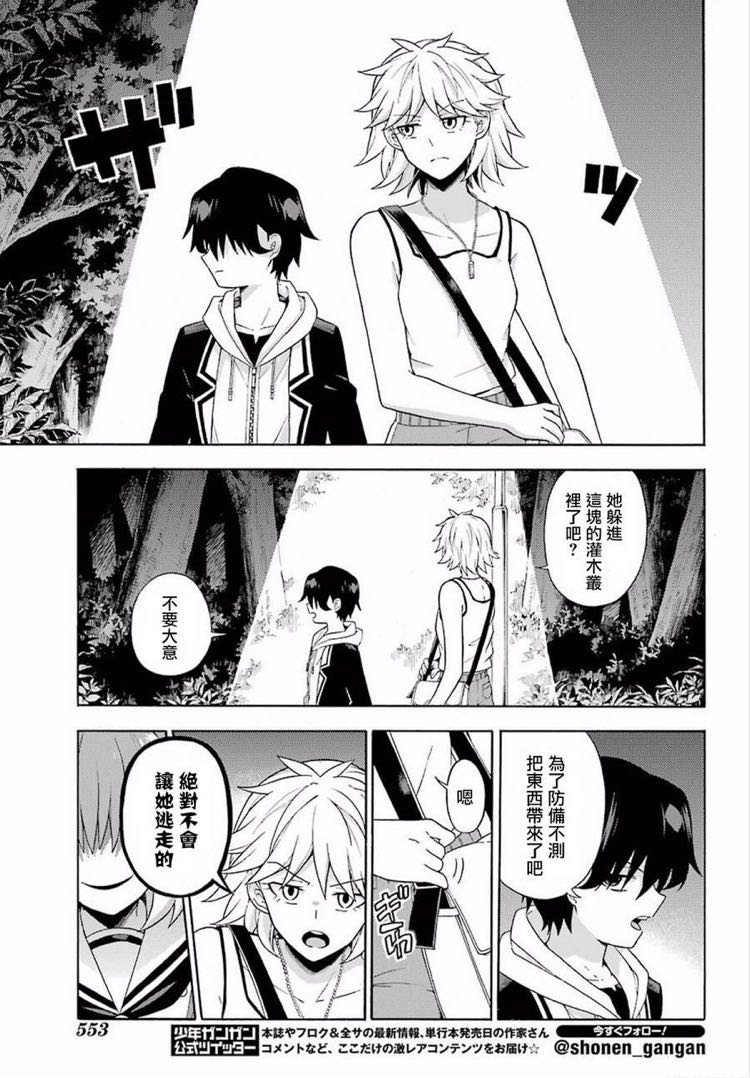 ザッ
ッ
她躲進
這塊的灌木叢
裡了吧?
不要大意
為了防備不測
把東西帶來了吧
嗯
ギゅ
絕對不會
讓她逃走的
553
少年ガンガン
公式ツイッター
本誌やフロク&全サの最新情報、単行本発売日の作家さん
コメントなど、ここだけの激レアコンテンツをお届け☆
今すぐフォロー!
@shonen_gangan